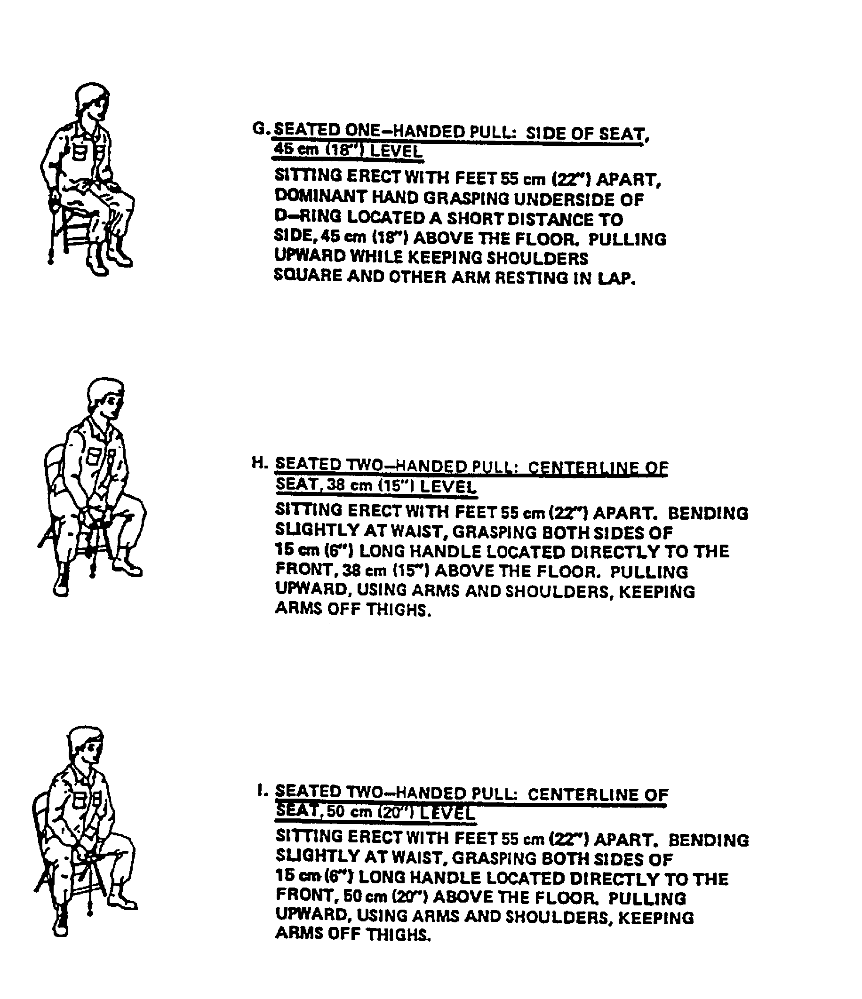 G. SEATED ONE–HANDED PULL: SIDE OF SEAT,
45 cm (18″) LEVEL
SITTING ERECT WITH FEET 55 cm (22″) APART,
DOMINANT HAND GRASPING UNDERSIDE OF
D–RING LOCATED A SHORT DISTANCE TO
SIDE, 45 cm (18″) ABOVE THE FLOOR. PULLING
UPWARD WHILE KEEPING SHOULDERS
SQUARE AND OTHER ARM RESTING IN LAP.
H. SEATED TWO–HANDED PULL: CENTERLINE OF
SEAT, 38 cm (15″) LEVEL
SITTING ERECT WITH FEET 55 cm (22″) APART. BENDING
SLIGHTLY AT WAIST, GRASPING BOTH SIDES OF
15 cm (6″) LONG HANDLE LOCATED DIRECTLY TO THE
FRONT, 38 cm (15″) ABOVE THE FLOOR. PULLING
UPWARD, USING ARMS AND SHOULDERS, KEEPING
ARMS OFF THIGHS.
I. SEATED TWO–HANDED PULL: CENTERLINE OF
SEAT, 50 cm (20″) LEVEL
SITTING ERECT WITH FEET 55 cm (22″) APART. BENDING
SLIGHTLY AT WAIST, GRASPING BOTH SIDES OF
15 cm (6″) LONG HANDLE LOCATED DIRECTLY TO THE
FRONT, 50 cm (20″) ABOVE THE FLOOR. PULLING
UPWARD, USING ARMS AND SHOULDERS, KEEPING
ARMS OFF THIGHS.